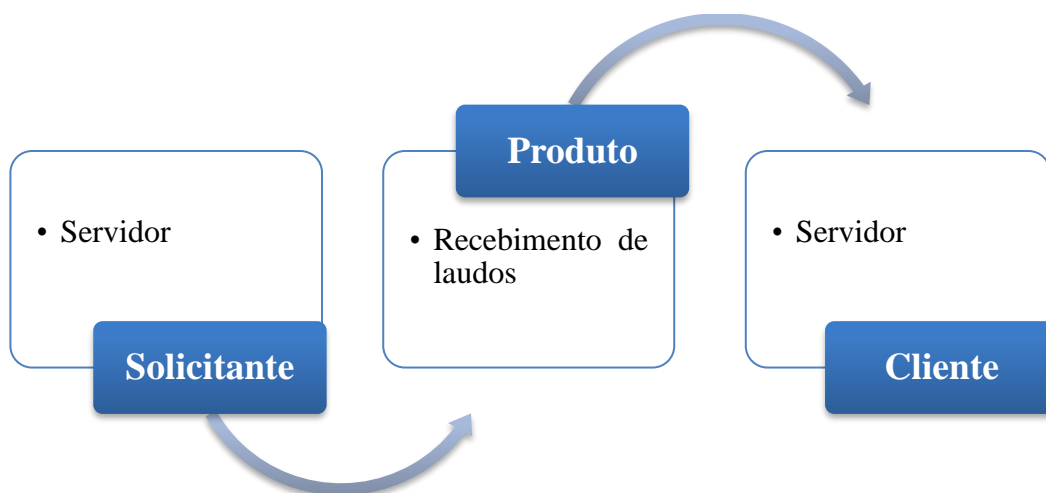 • Servidor
Solicitante
Produto
• Recebimento de
laudos
• Servidor
Cliente